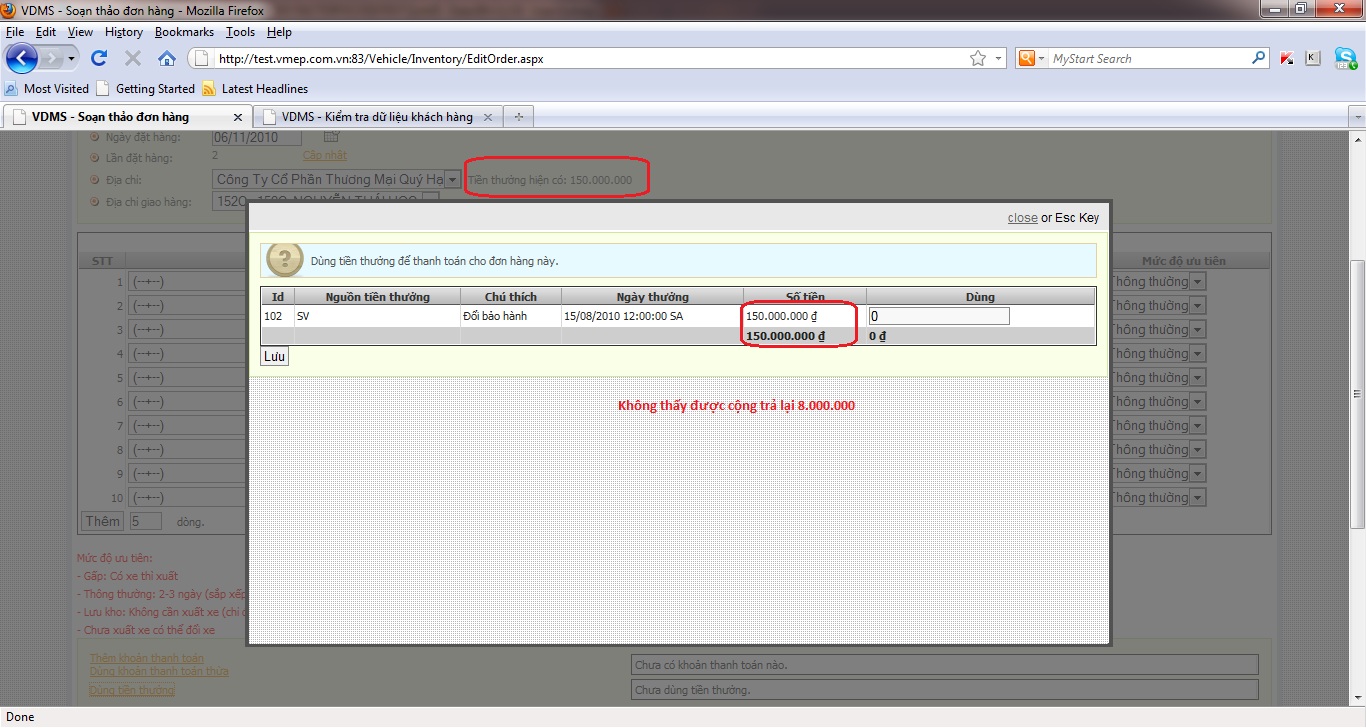 VDMS - Soạn thảo đơn hàng - Mozilla Firefox
File Edit View History Bookmarks Tools Help
http://test.vmep.com.vn:83/Vehicle/Inventory/EditOrder.aspx
MyStart Search
Most Visited Getting Started Latest Headlines
VDMS - Soạn thảo đơn hàng
VDMS - Kiểm tra dữ liệu khách hàng
Ngày đặt hàng: 06/11/2010
Lần đặt hàng: 2 Cập nhật
Địa chỉ: Công Ty Cổ Phần Thương Mại Quý Hạ Tiền thưởng hiện có: 150.000.000
Địa chỉ giao hàng:
close or Esc Key
Dùng tiền thưởng để thanh toán cho đơn hàng này.
Id Nguồn tiền thưởng Chú thích Ngày thưởng Số tiền Dùng
102 SV Đổi bảo hành 15/08/2010 12:00:00 SA 150.000.000 ₫ 0
150.000.000 ₫ 0 ₫
Lưu
Không thấy được cộng trả lại 8.000.000
STT Mức độ ưu tiên
1 (--+--) Thông thường
2 (--+--) Thông thường
3 (--+--) Thông thường
4 (--+--) Thông thường
5 (--+--) Thông thường
6 (--+--) Thông thường
7 (--+--) Thông thường
8 (--+--) Thông thường
9 (--+--) Thông thường
10 (--+--) Thông thường
Thêm 5 dòng.
Mức độ ưu tiên:
- Gấp: Có xe thì xuất
- Thông thường: 2-3 ngày (sắp xếp
- Lưu kho: Không cần xuất xe (chỉ
- Chưa xuất xe có thể đổi xe
Thêm khoản thanh toán Chưa có khoản thanh toán nào.
Dùng khoản thanh toán thừa
Dùng tiền thưởng Chưa dùng tiền thưởng.
Done